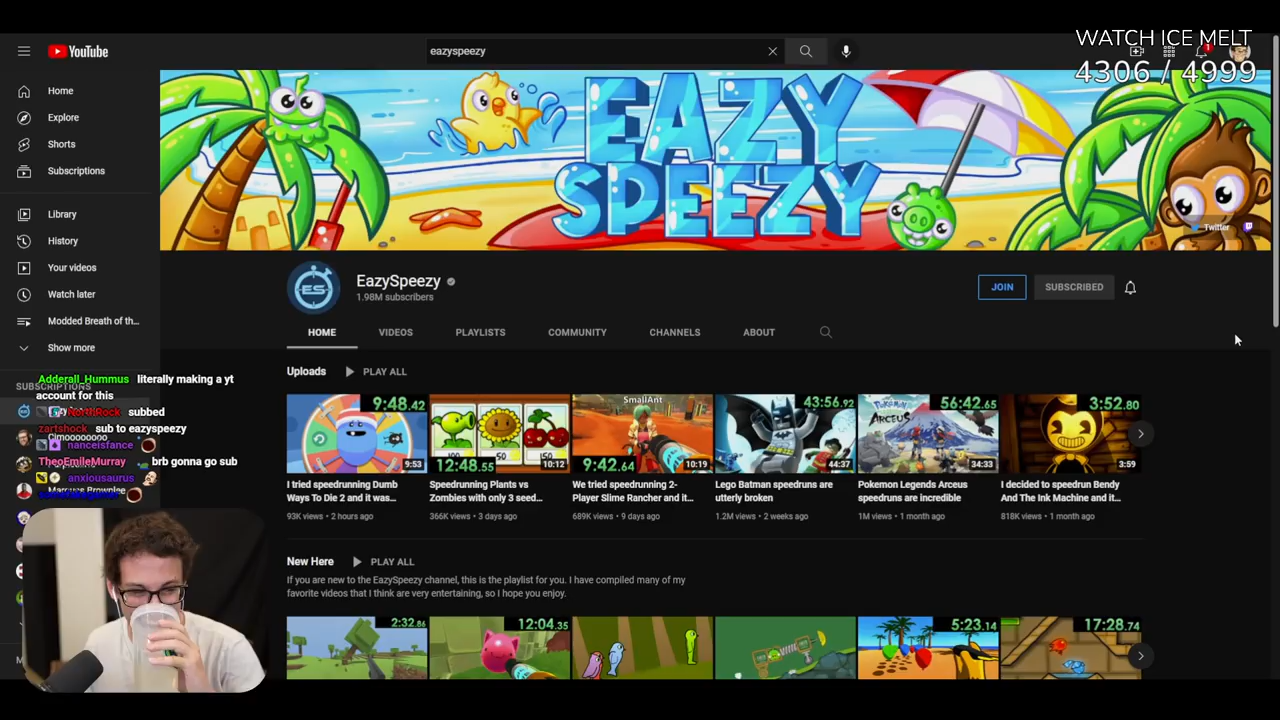 WATCH ICE MELT
4306 / 4999
YouTube
eazyspeezy
1
Home
Explore
Shorts
Subscriptions
Library
History
Your videos
Watch later
Modded Breath of th...
Show more
SUBSCRIPTIONS
EAZY
SPEEZY
Twitter
ES
EazySpeezy
1.98M subscribers
JOIN
SUBSCRIBED
HOME
VIDEOS
PLAYLISTS
COMMUNITY
CHANNELS
ABOUT
Adderall_Hummus literally making a yt
account for this
NorthRock subbed
zartshock sub to eazyspeezy
nanceisfance
TheoEmileMurray brb gonna go sub
anxiousaurus
Uploads
PLAY ALL
9:48.42
9:53
I tried speedrunning Dumb
Ways To Die 2 and it was...
93K views • 2 hours ago
50
50
150
12:48.55
10:12
Speedrunning Plants vs
Zombies with only 3 seed...
366K views • 3 days ago
SmallAnt
9:42.64
10:19
We tried speedrunning 2-
Player Slime Rancher and it...
689K views • 9 days ago
43:56.92
44:37
Lego Batman speedruns are
utterly broken
1.2M views • 2 weeks ago
56:42.65
POKÉMON LEGENDS
ARCEUS
34:33
Pokemon Legends Arceus
speedruns are incredible
1M views • 1 month ago
3:52.80
3:59
I decided to speedrun Bendy
And The Ink Machine and it...
818K views • 1 month ago
New Here
PLAY ALL
If you are new to the EazySpeezy channel, this is the playlist for you. I have compiled many of my
favorite videos that I think are very entertaining, so I hope you enjoy.
2:32.86
12:04.35
5:23.14
17:28.74